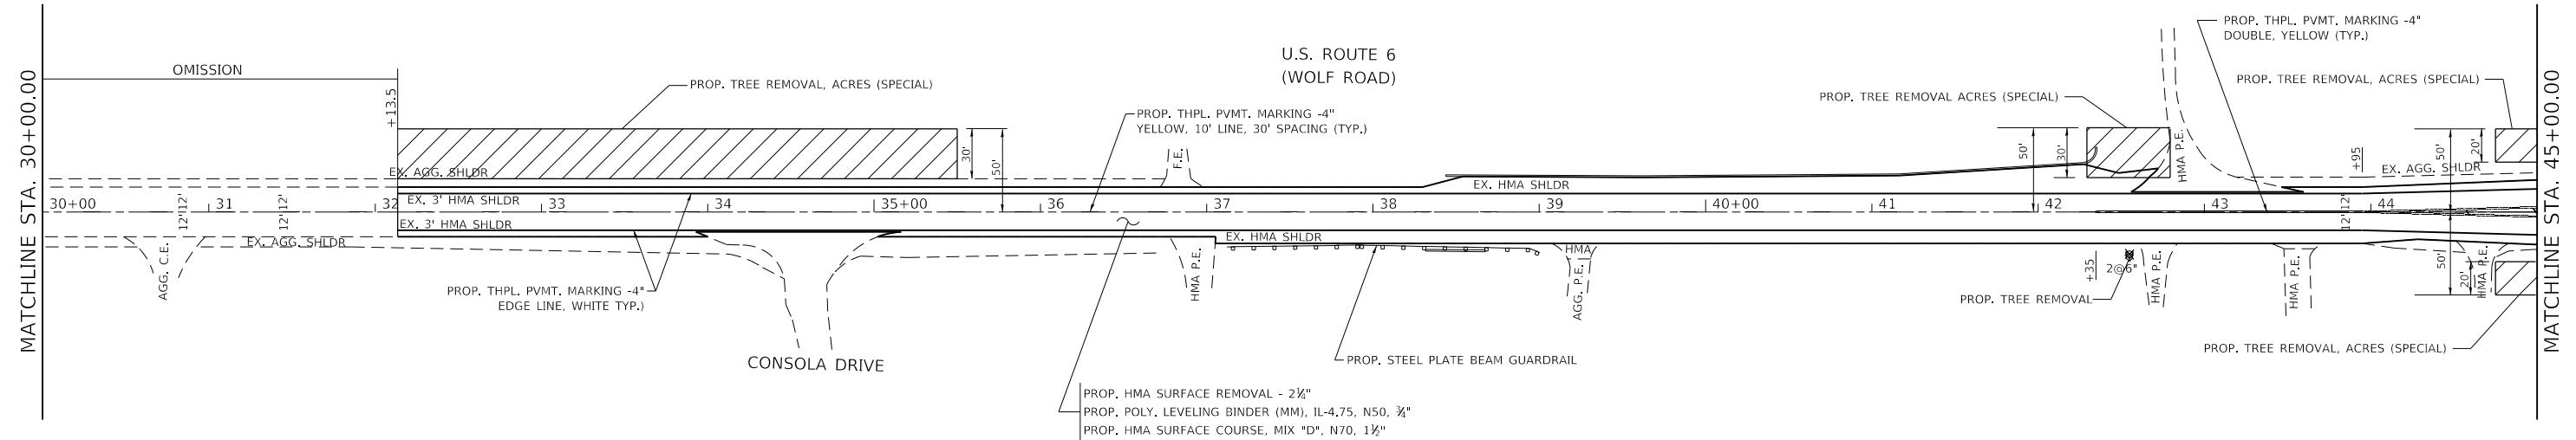 MATCHLINE STA. 30+00.00
OMISSION
+13.5
PROP. TREE REMOVAL, ACRES (SPECIAL)
30'
50'
U.S. ROUTE 6
(WOLF ROAD)
PROP. THPL. PVMT. MARKING -4"
YELLOW, 10' LINE, 30' SPACING (TYP.)
F.E.
PROP. TREE REMOVAL ACRES (SPECIAL)
50'
30'
HMA P.E.
PROP. THPL. PVMT. MARKING -4"
DOUBLE, YELLOW (TYP.)
PROP. TREE REMOVAL, ACRES (SPECIAL)
+95
50'
20'
EX. AGG. SHLDR
EX. AGG. SHLDR
EX. HMA SHLDR
EX. 3' HMA SHLDR
30+00
31
32
33
34
35+00
36
37
38
39
40+00
41
42
43
44
12'12'
12'12'
12'12'
EX. 3' HMA SHLDR
EX. AGG. SHLDR
EX. HMA SHLDR
AGG. C.E.
HMA P.E.
HMA
AGG. P.E.
+35
2@6"
HMA P.E.
HMA P.E.
HMA P.E.
50'
20'
PROP. THPL. PVMT. MARKING -4"
EDGE LINE, WHITE TYP.)
PROP. TREE REMOVAL
CONSOLA DRIVE
PROP. STEEL PLATE BEAM GUARDRAIL
PROP. TREE REMOVAL, ACRES (SPECIAL)
PROP. HMA SURFACE REMOVAL - 2¼"
PROP. POLY. LEVELING BINDER (MM), IL-4.75, N50, ¾"
PROP. HMA SURFACE COURSE, MIX "D", N70, 1½"
MATCHLINE STA. 45+00.00